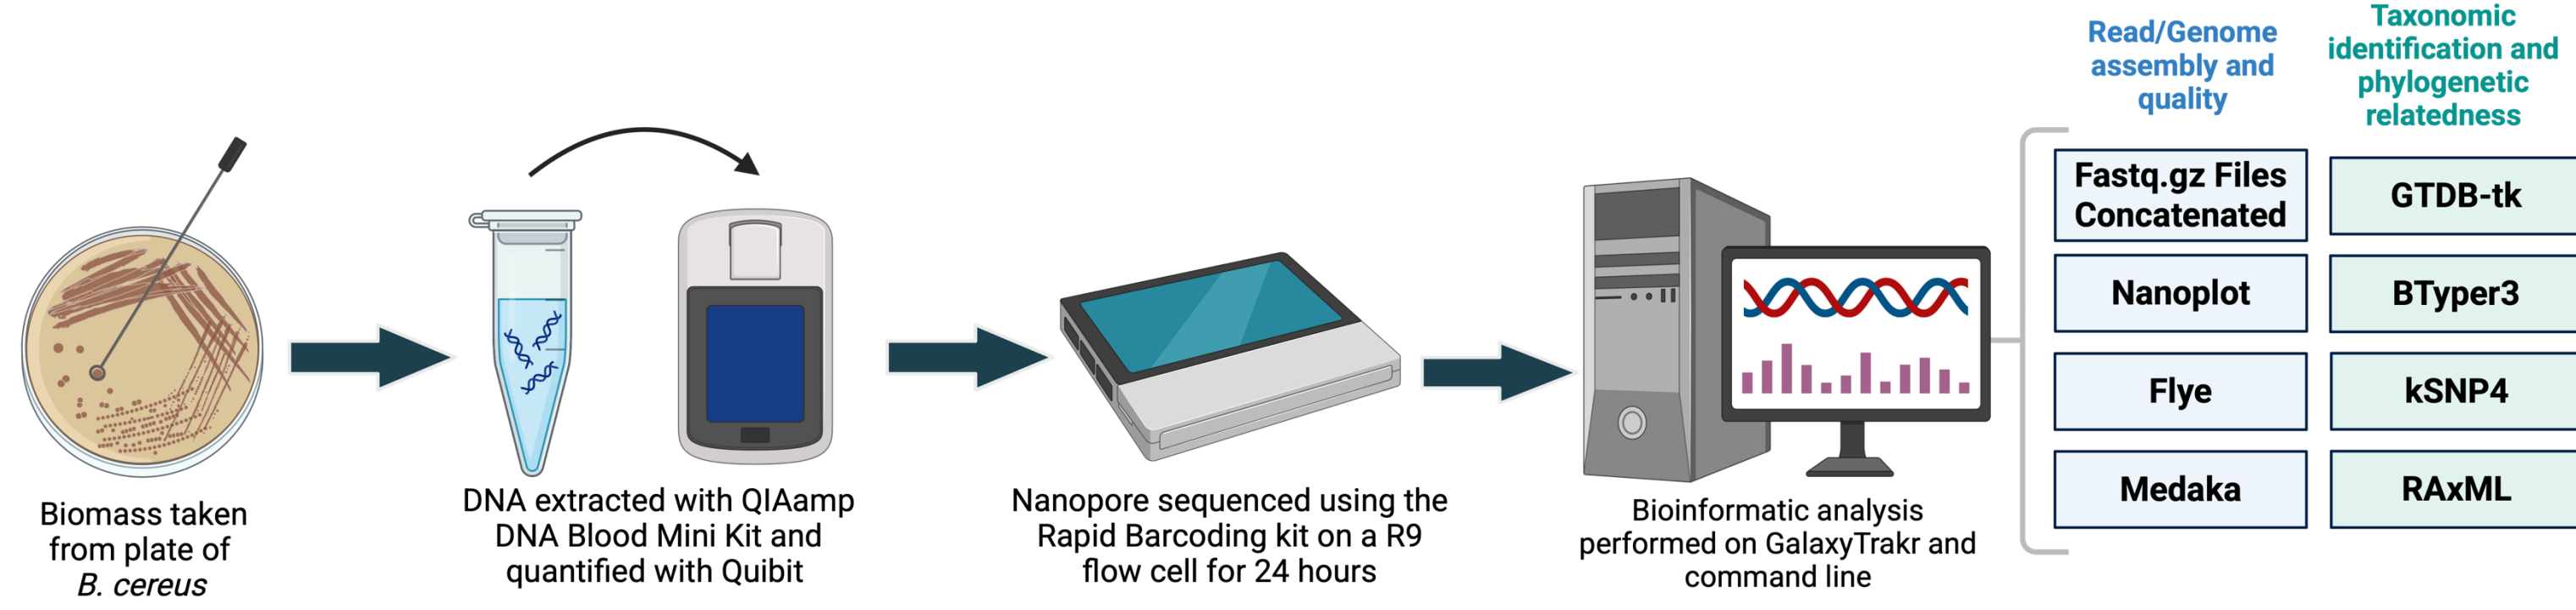 Biomass taken
from plate of
B. cereus
DNA extracted with QIAamp
DNA Blood Mini Kit and
quantified with Quibit
Nanopore sequenced using the
Rapid Barcoding kit on a R9
flow cell for 24 hours
Bioinformatic analysis
performed on GalaxyTrakr and
command line
Read/Genome
assembly and
quality
Fastq.gz Files
Concatenated
Nanoplot
Flye
Medaka
Taxonomic
identification and
phylogenetic
relatedness
GTDB-tk
BTyper3
kSNP4
RAxML